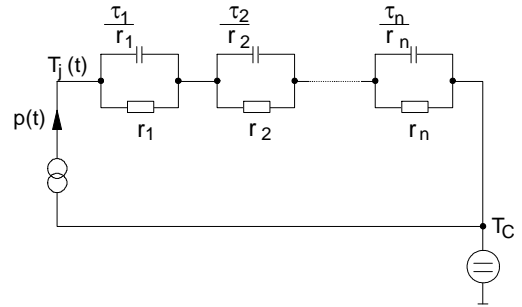 τ1 τ2 τn
r1 r2 rn
Tj(t)
p(t) r1 r2 rn
TC